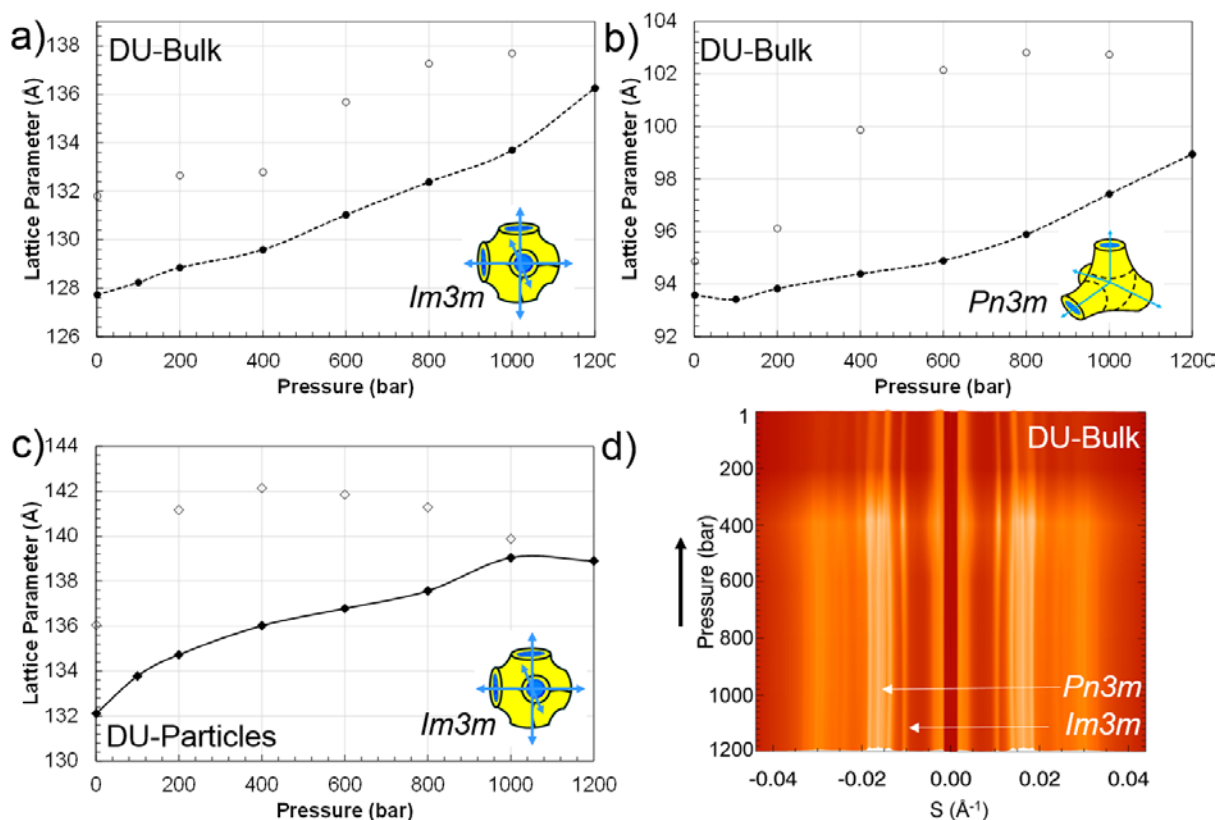 a)
DU-Bulk
Lattice Parameter (Å)
138
136
134
132
130
128
126
0 200 400 600 800 1000 1200
Pressure (bar)
Im3m
b)
DU-Bulk
Lattice Parameter (Å)
104
102
100
98
96
94
92
0 200 400 600 800 1000 120
Pressure (bar)
Pn3m
c)
DU-Particles
Lattice Parameter (Å)
144
142
140
138
136
134
132
130
0 200 400 600 800 1000 1200
Pressure (bar)
Im3m
d)
DU-Bulk
Pressure (bar)
1
200
400
600
800
1000
1200
Pn3m
Im3m
-0.04 -0.02 0.00 0.02 0.04
S (Å⁻¹)